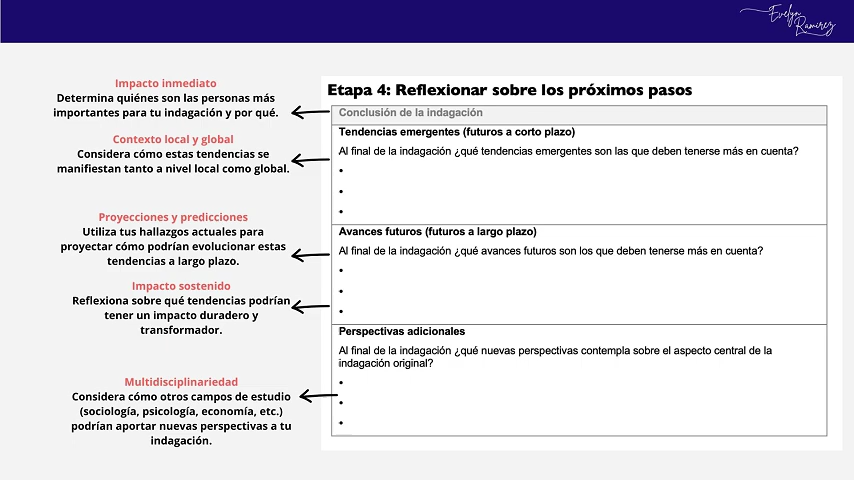 Evelyn
Ramirez
Impacto inmediato
Determina quiénes son las personas más
importantes para tu indagación y por qué.
Contexto local y global
Considera cómo estas tendencias se
manifiestan tanto a nivel local como global.
Proyecciones y predicciones
Utiliza tus hallazgos actuales para
proyectar cómo podrían evolucionar estas
tendencias a largo plazo.
Impacto sostenido
Reflexiona sobre qué tendencias podrían
tener un impacto duradero y
transformador.
Multidisciplinariedad
Considera cómo otros campos de estudio
(sociología, psicología, economía, etc.)
podrían aportar nuevas perspectivas a tu
indagación.
Etapa 4: Reflexionar sobre los próximos pasos
Conclusión de la indagación
Tendencias emergentes (futuros a corto plazo)
Al final de la indagación ¿qué tendencias emergentes son las que deben tenerse más en cuenta?
•
•
•
Avances futuros (futuros a largo plazo)
Al final de la indagación ¿qué avances futuros son los que deben tenerse más en cuenta?
•
•
•
Perspectivas adicionales
Al final de la indagación ¿qué nuevas perspectivas contempla sobre el aspecto central de la
indagación original?
•
•
•